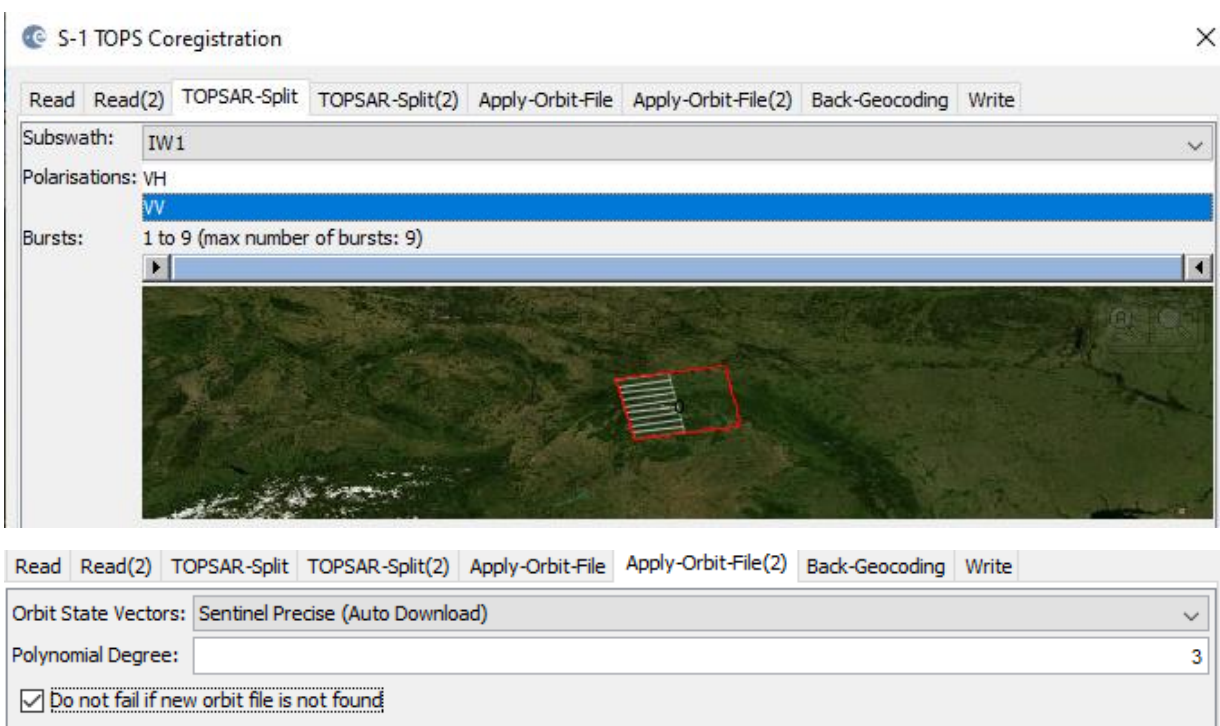 S-1 TOPS Coregistration
Read Read(2) TOPSAR-Split TOPSAR-Split(2) Apply-Orbit-File Apply-Orbit-File(2) Back-Geocoding Write
Subswath: IW1
Polarisations: VH
VV
Bursts: 1 to 9 (max number of bursts: 9)
Read Read(2) TOPSAR-Split TOPSAR-Split(2) Apply-Orbit-File Apply-Orbit-File(2) Back-Geocoding Write
Orbit State Vectors: Sentinel Precise (Auto Download)
Polynomial Degree: 3
Do not fail if new orbit file is not found